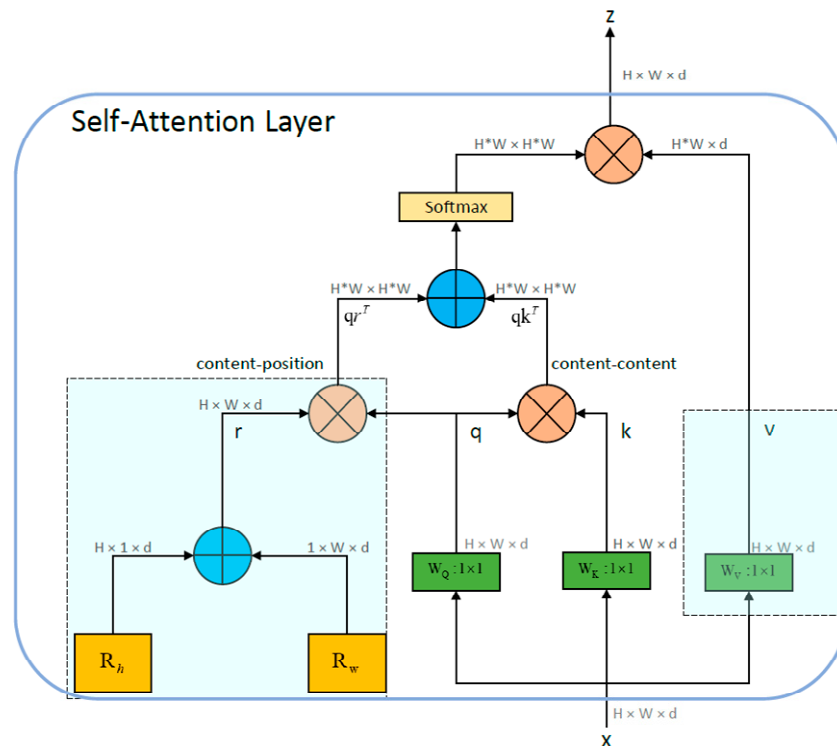 z
H × W × d
Self-Attention Layer
H*W × H*W
H*W × d
Softmax
H*W × H*W
H*W × H*W
qr^T
qk^T
content-position
content-content
H × W × d
r
q
k
v
H × 1 × d
1 × W × d
H × W × d
H × W × d
H × W × d
W_Q : 1×1
W_K : 1×1
W_V : 1×1
R_h
R_w
H × W × d
x